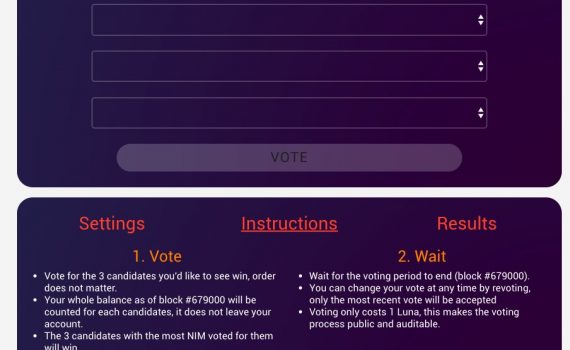 VOTE
Settings
Instructions
Results
1. Vote
Vote for the 3 candidates you'd like to see win, order
does not matter.
Your whole balance as of block #679000 will be
counted for each candidates, it does not leave your
account.
The 3 candidates with the most NIM voted for them
will win
2. Wait
Wait for the voting period to end (block #679000).
You can change your vote at any time by revoting,
only the most recent vote will be accepted
Voting only costs 1 Luna, this makes the voting
process public and auditable.